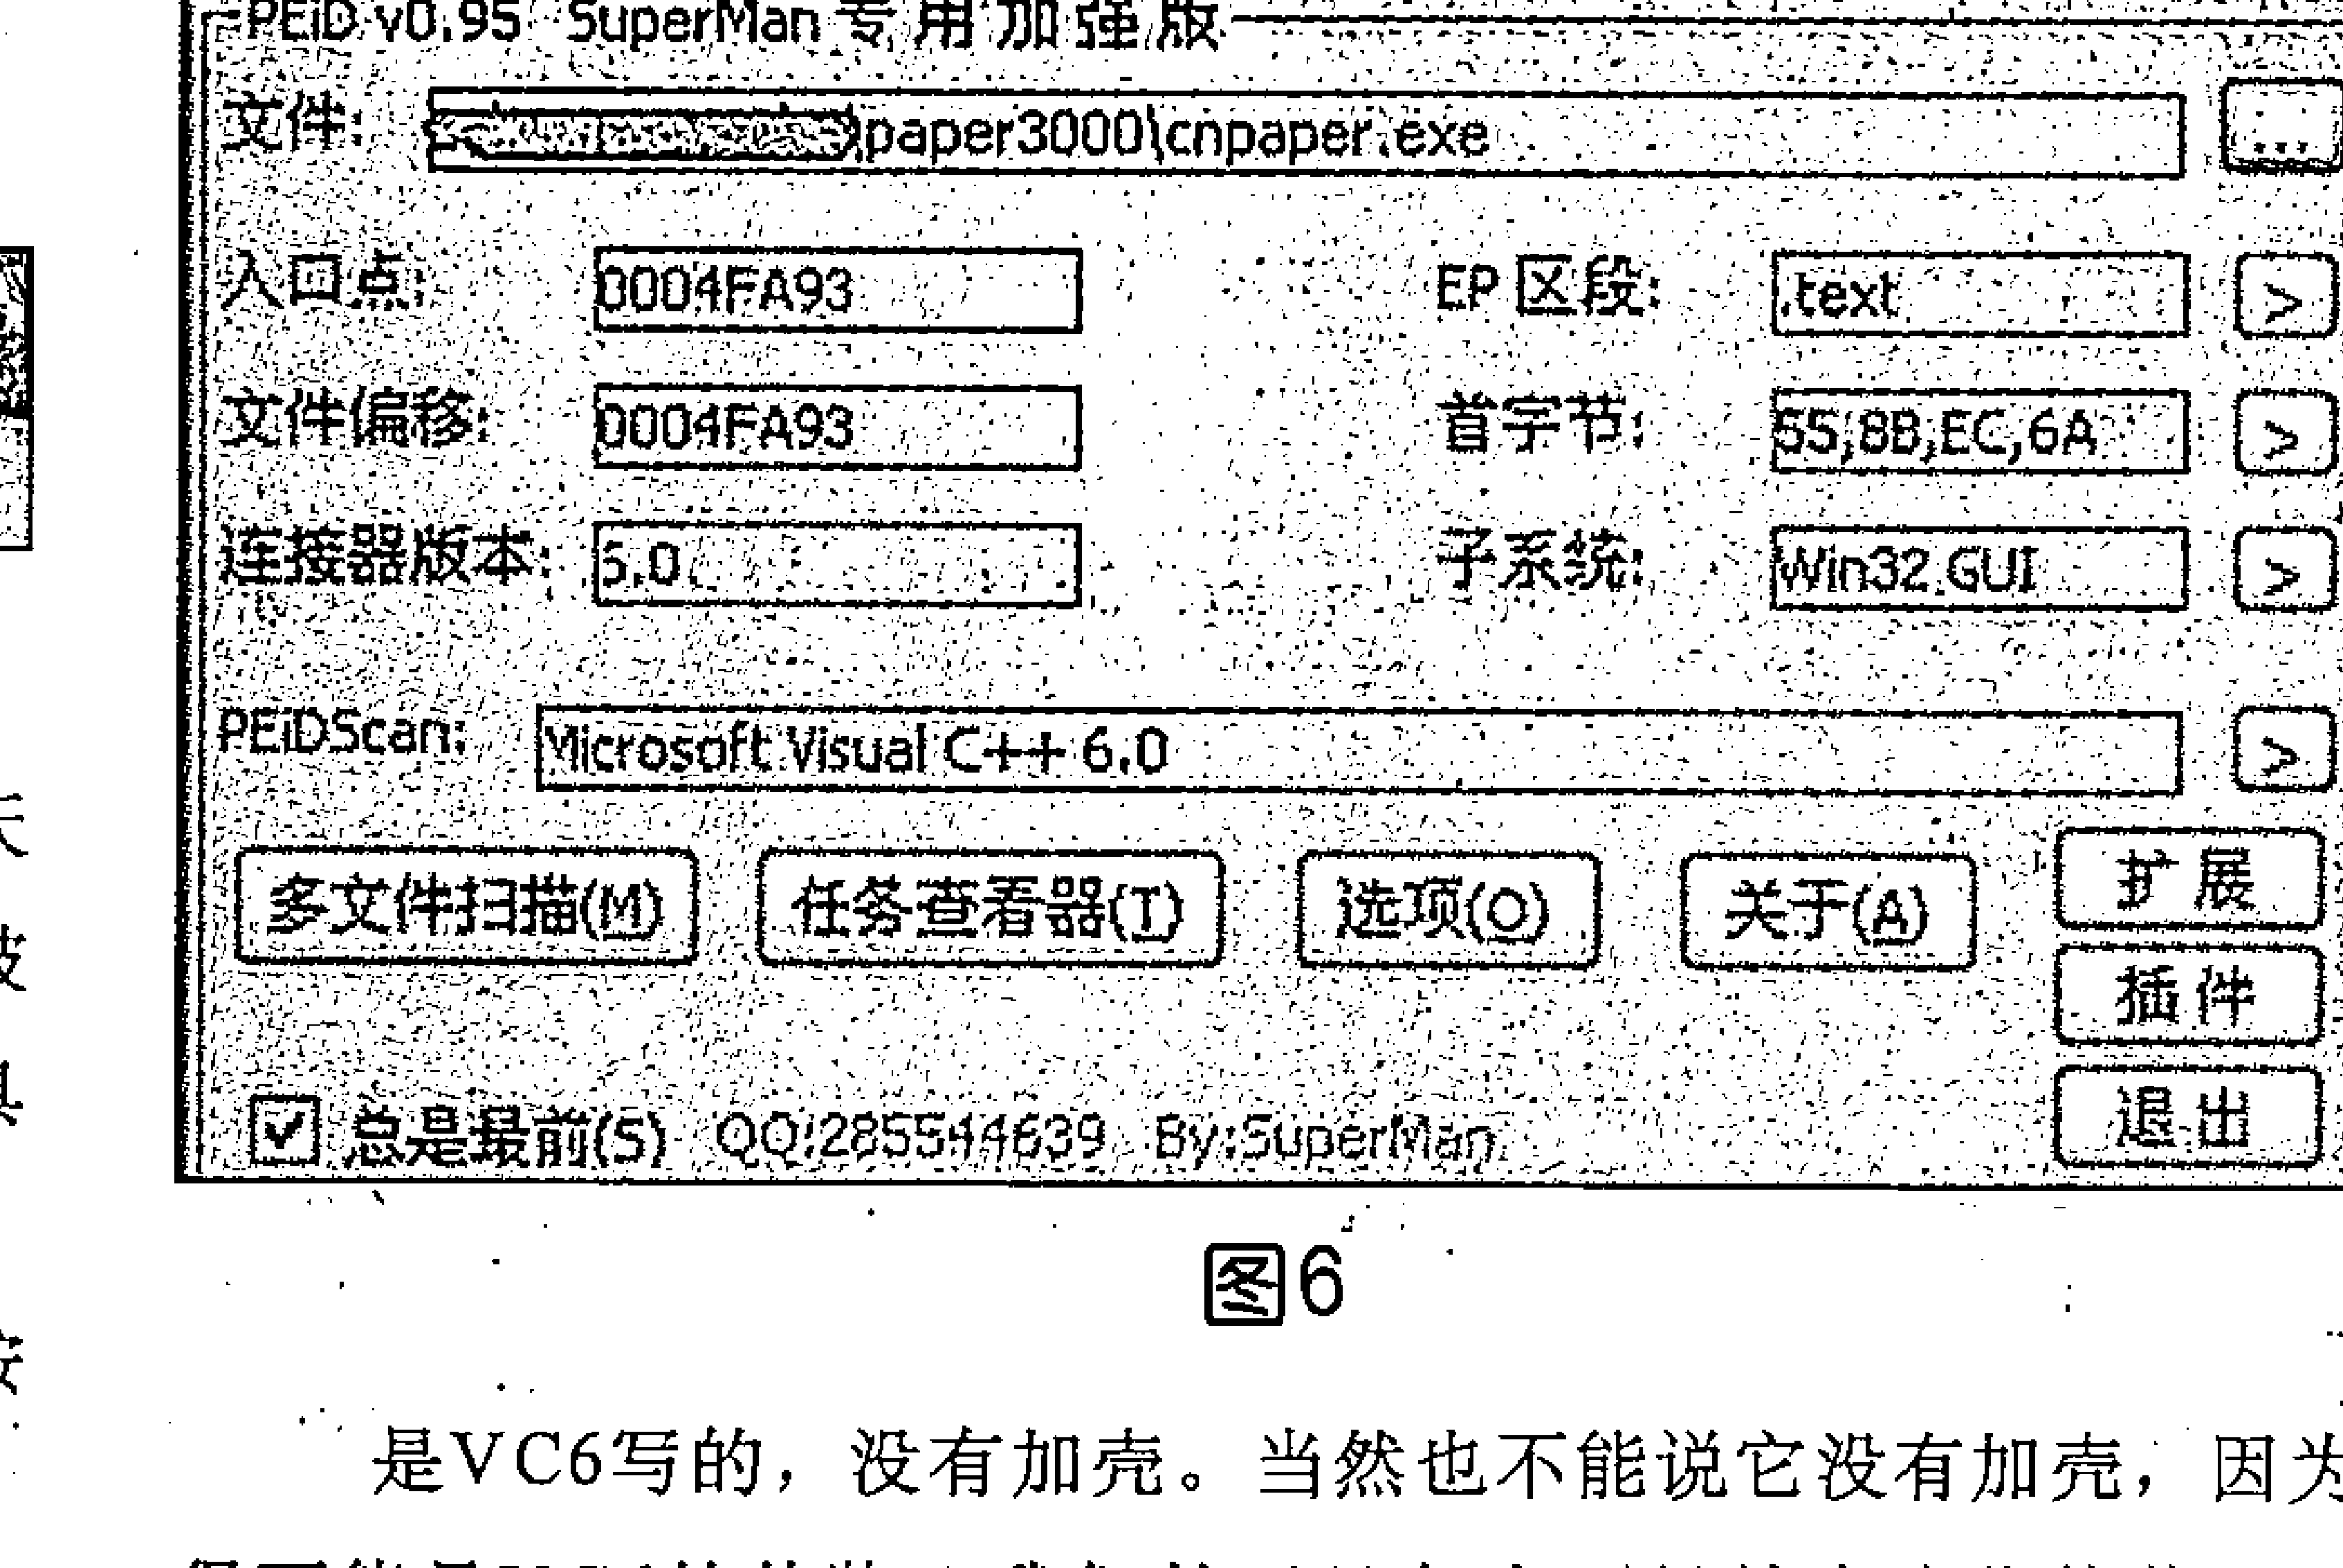 PEiD v0.95 SuperMan 专用加强版
文件: \paper3000\cnpaper.exe ...
入口点: 0004FA93 EP 区段: .text >
文件偏移: 0004FA93 首字节: 55,8B,EC,6A >
连接器版本: 6.0 子系统: Win32 GUI >
PEiDScan: Microsoft Visual C++ 6.0 >
多文件扫描(M) 任务查看器(T) 选项(O) 关于(A) 扩展
插件
总是最前(S) QQ:285544639 By:SuperMan 退出
图6
是VC6写的，没有加壳。当然也不能说它没有加壳，因为